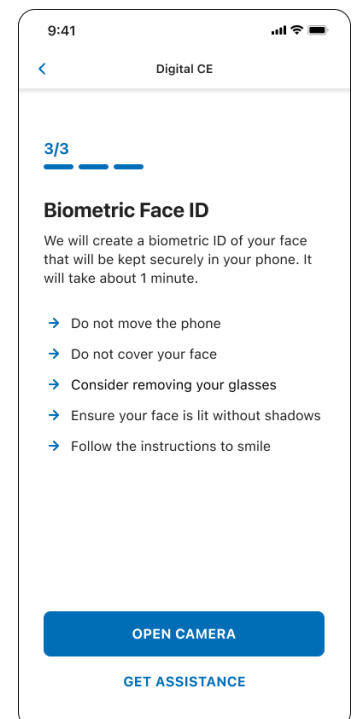 9:41
Digital CE
3/3
Biometric Face ID
We will create a biometric ID of your face
that will be kept securely in your phone. It
will take about 1 minute.
→ Do not move the phone
→ Do not cover your face
→ Consider removing your glasses
→ Ensure your face is lit without shadows
→ Follow the instructions to smile
OPEN CAMERA
GET ASSISTANCE